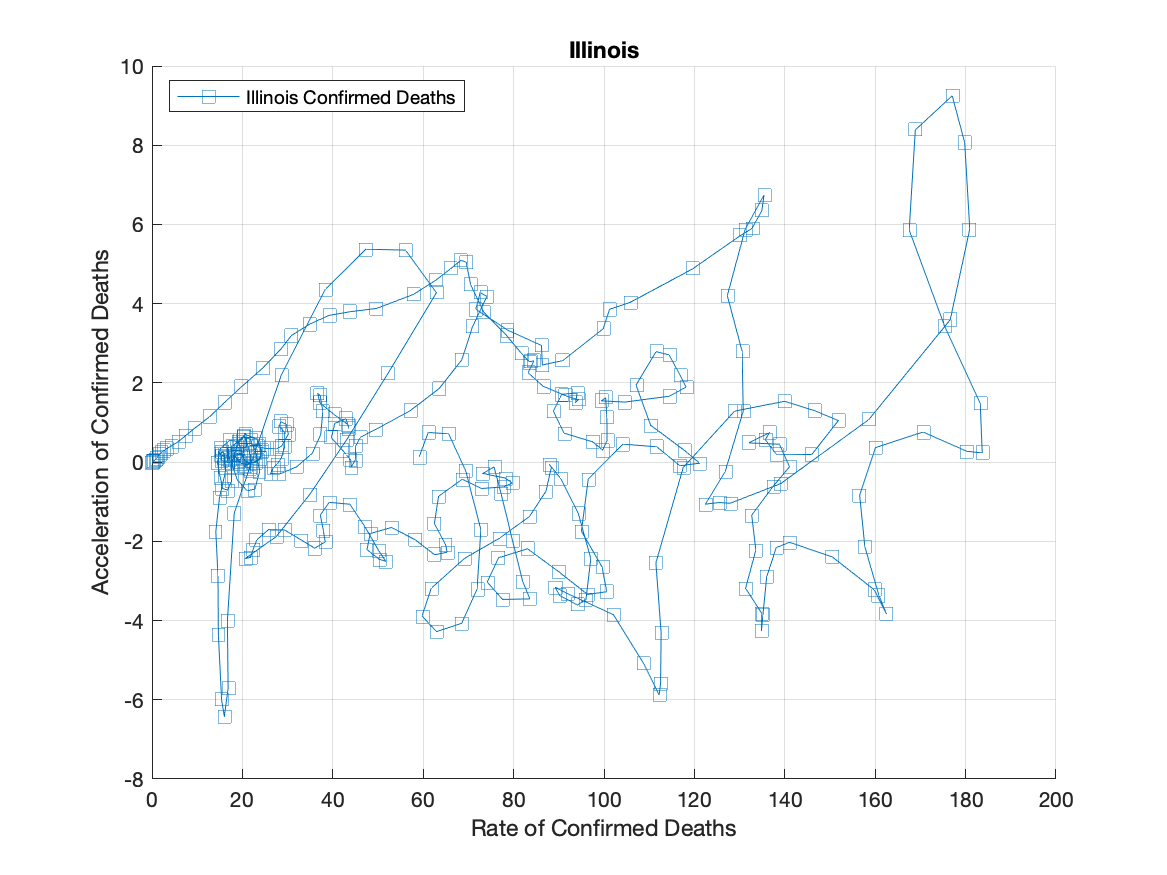 Illinois
Illinois Confirmed Deaths
10
8
6
4
2
0
-2
-4
-6
-8
Acceleration of Confirmed Deaths
0 20 40 60 80 100 120 140 160 180 200
Rate of Confirmed Deaths